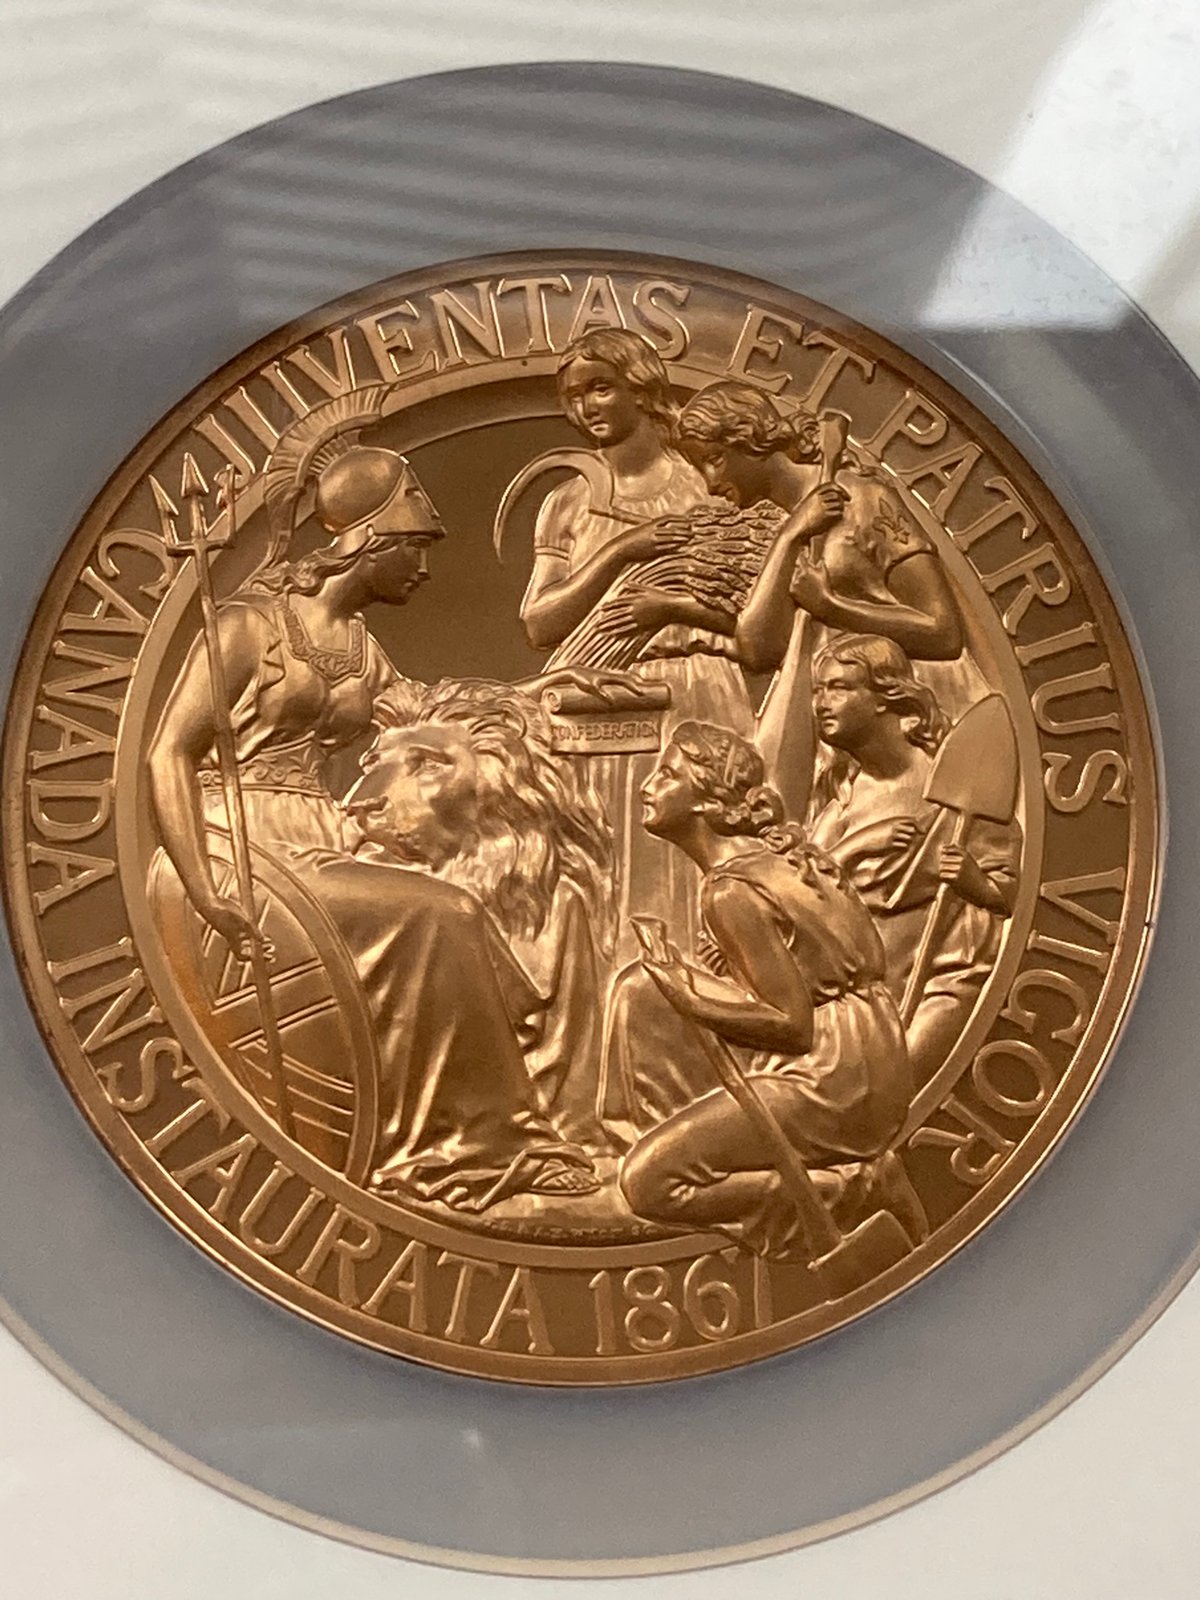 JUVENTAS ET PATRIUS VIGOR
CANADA INSTAURATA 1867
CONFEDERATION